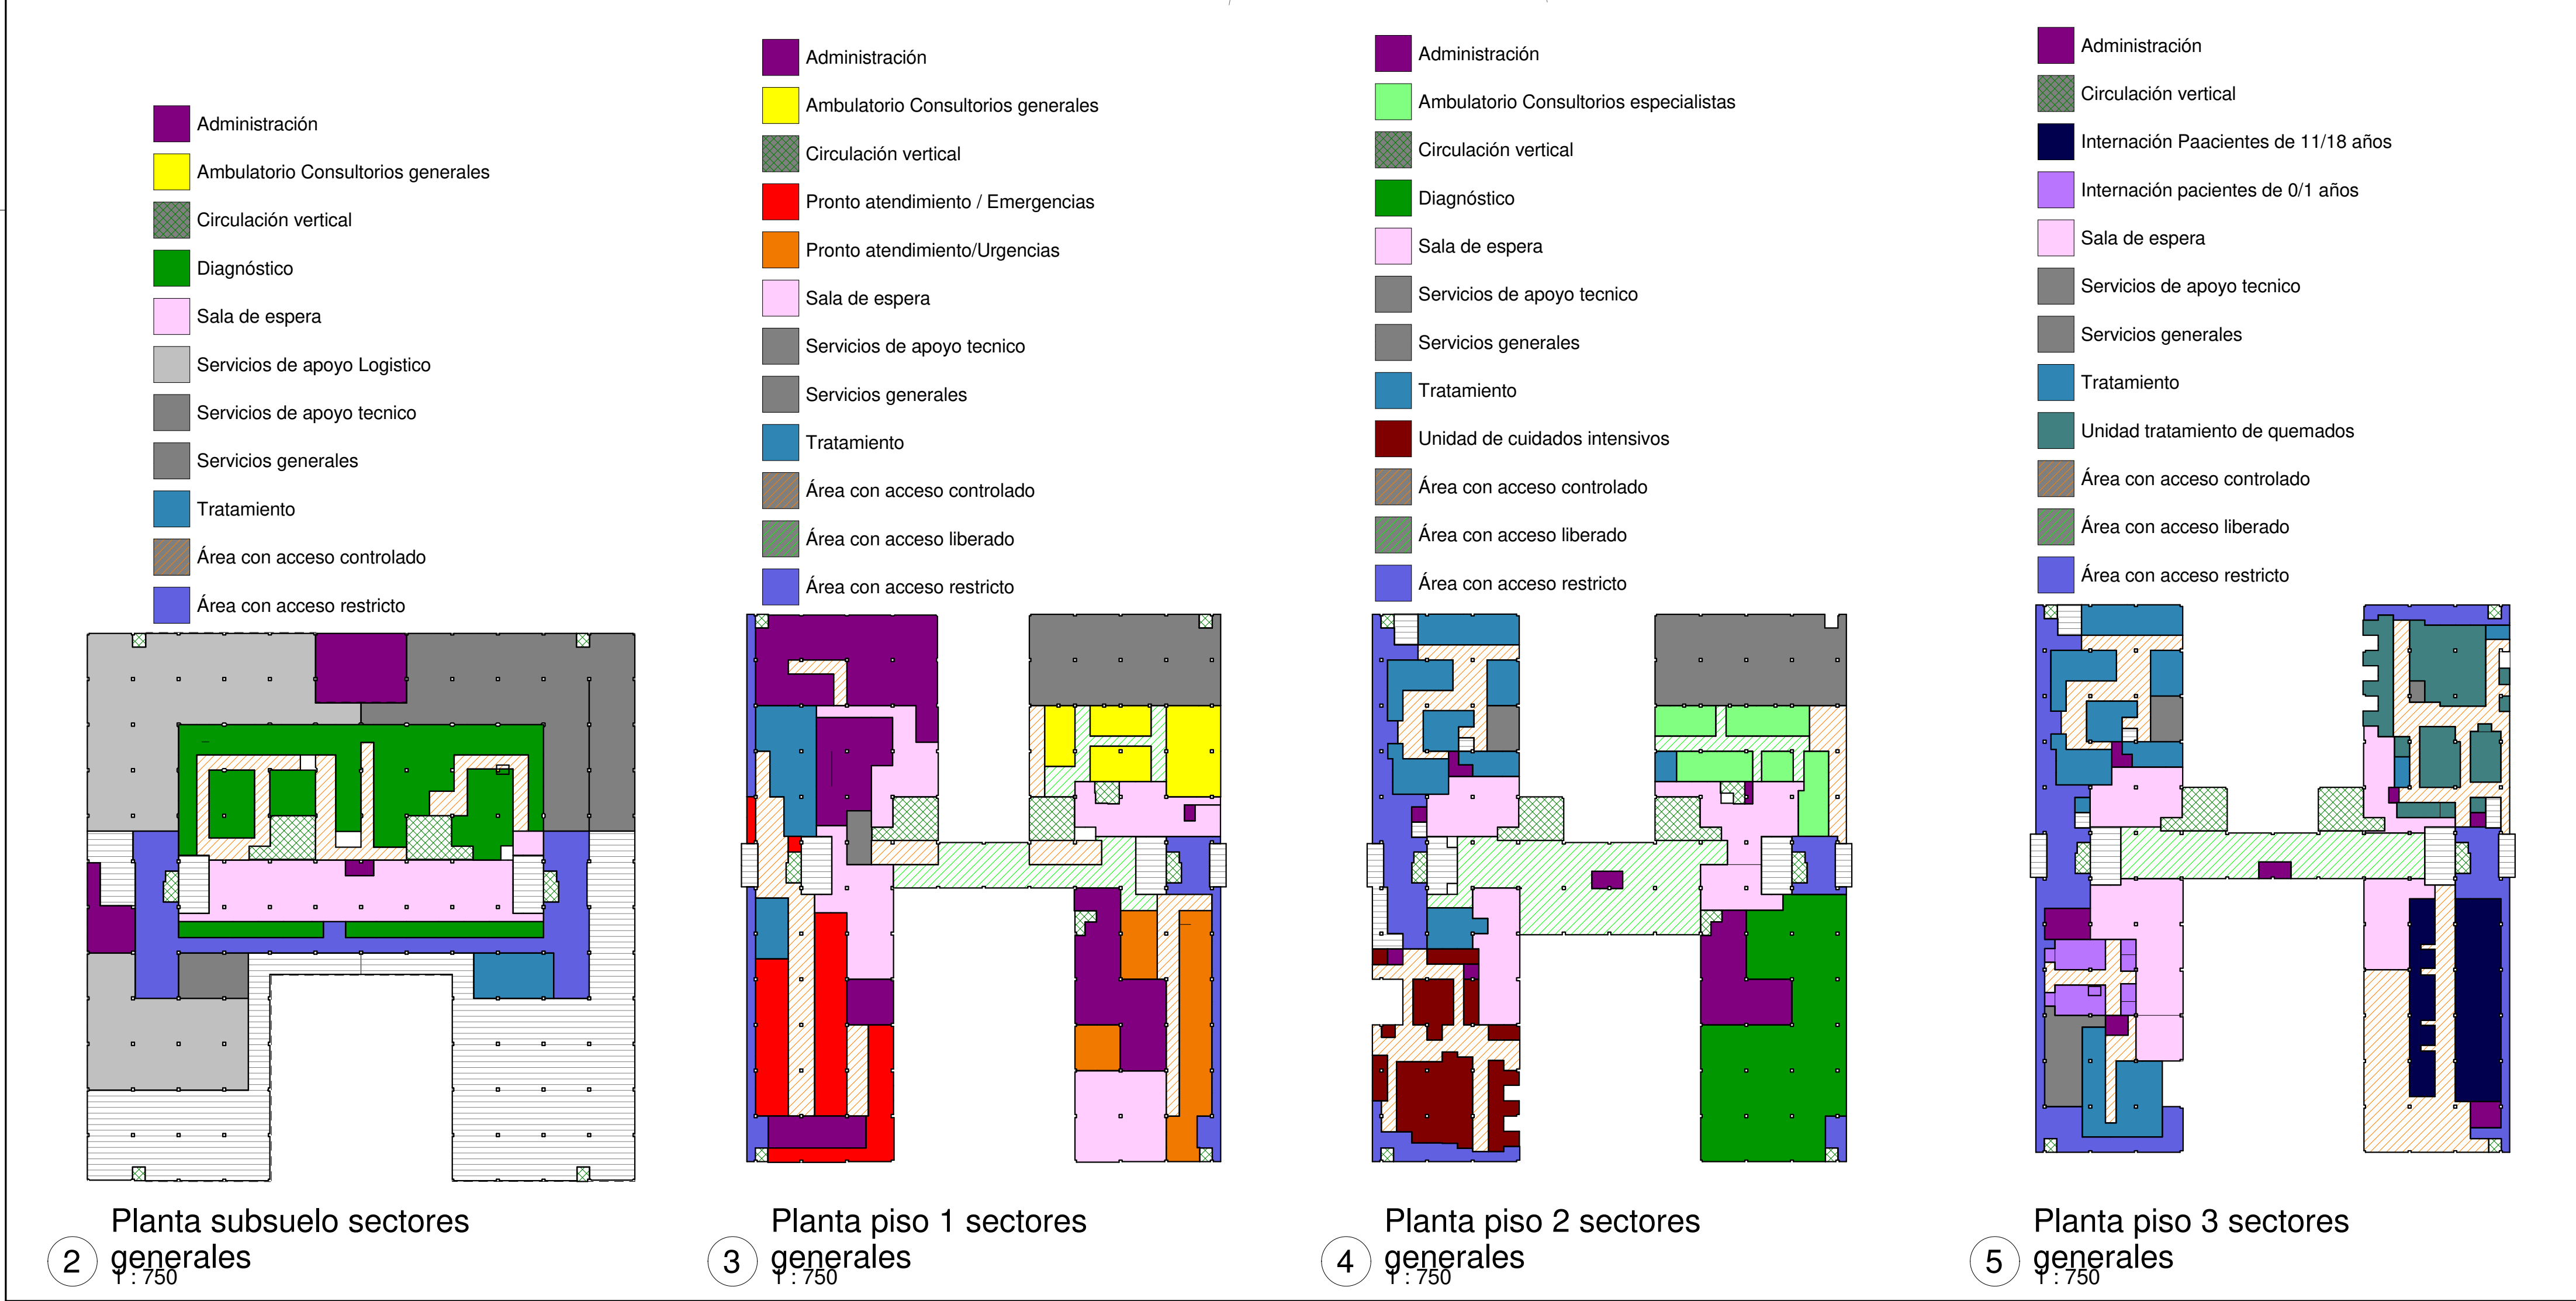 Administración
Ambulatorio Consultorios generales
Circulación vertical
Diagnóstico
Sala de espera
Servicios de apoyo Logistico
Servicios de apoyo tecnico
Servicios generales
Tratamiento
Área con acceso controlado
Área con acceso restricto
2
Planta subsuelo sectores
generales
1 : 750
Administración
Ambulatorio Consultorios generales
Circulación vertical
Pronto atendimiento / Emergencias
Pronto atendimiento/Urgencias
Sala de espera
Servicios de apoyo tecnico
Servicios generales
Tratamiento
Área con acceso controlado
Área con acceso liberado
Área con acceso restricto
3
Planta piso 1 sectores
generales
1 : 750
Administración
Ambulatorio Consultorios especialistas
Circulación vertical
Diagnóstico
Sala de espera
Servicios de apoyo tecnico
Servicios generales
Tratamiento
Unidad de cuidados intensivos
Área con acceso controlado
Área con acceso liberado
Área con acceso restricto
4
Planta piso 2 sectores
generales
1 : 750
Administración
Circulación vertical
Internación Paacientes de 11/18 años
Internación pacientes de 0/1 años
Sala de espera
Servicios de apoyo tecnico
Servicios generales
Tratamiento
Unidad tratamiento de quemados
Área con acceso controlado
Área con acceso liberado
Área con acceso restricto
5
Planta piso 3 sectores
generales
1 : 750